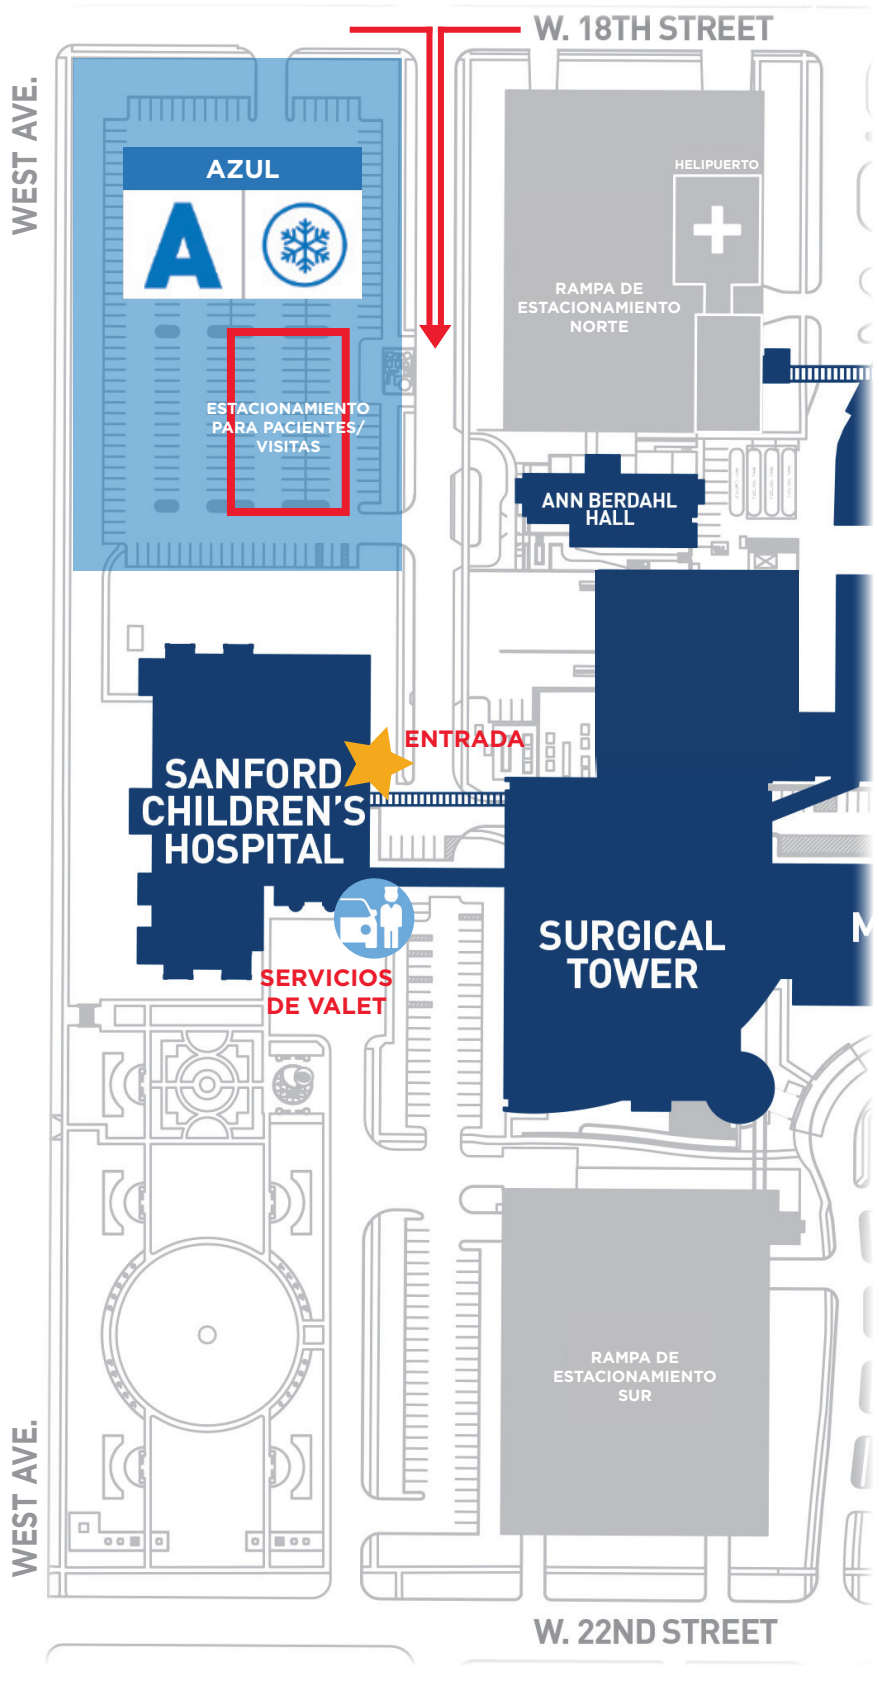 W. 18TH STREET
WEST AVE.
AZUL
A
HELIPUERTO
RAMPA DE
ESTACIONAMIENTO
NORTE
ESTACIONAMIENTO
PARA PACIENTES/
VISITAS
ANN BERDAHL
HALL
ENTRADA
SANFORD
CHILDREN'S
HOSPITAL
SURGICAL
TOWER
M
SERVICIOS
DE VALET
RAMPA DE
ESTACIONAMIENTO
SUR
WEST AVE.
W. 22ND STREET